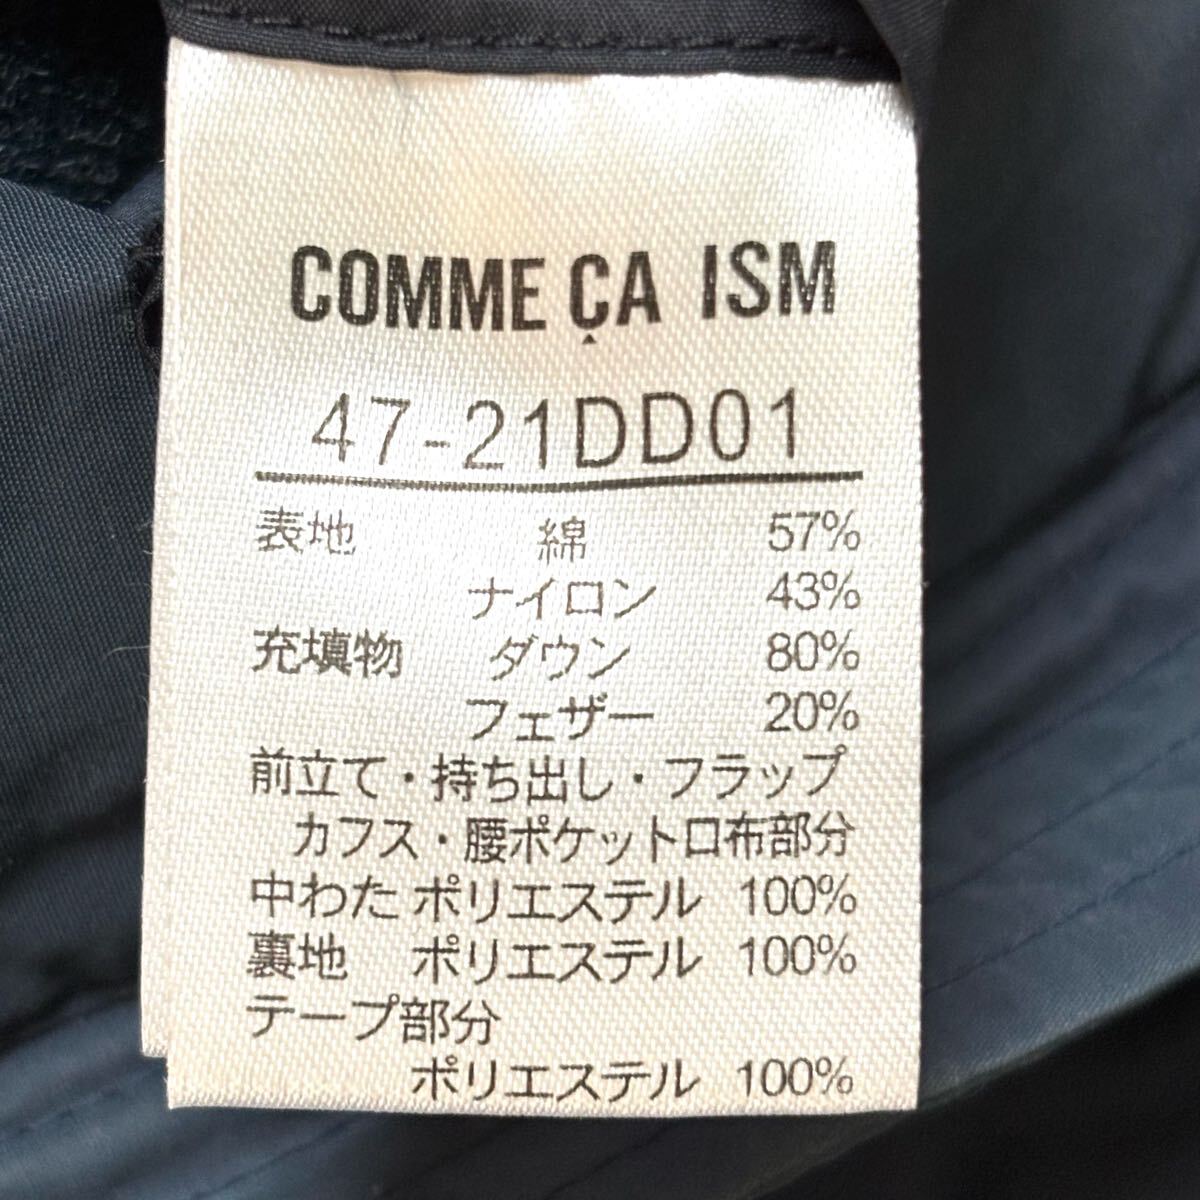 COMME ÇA ISM
47-21DD01
表地 綿 57%
ナイロン 43%
充填物 ダウン 80%
フェザー 20%
前立て・持ち出し・フラップ
カフス・腰ポケット口布部分
中わた ポリエステル 100%
裏地 ポリエステル 100%
テープ部分
ポリエステル 100%